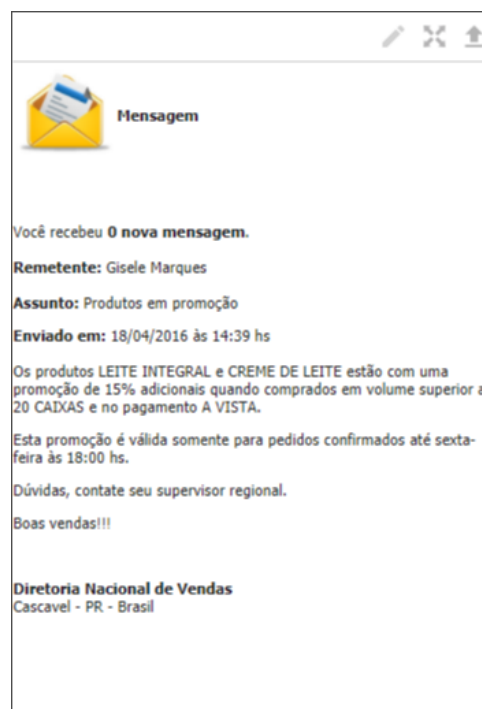 Mensagem
Você recebeu 0 nova mensagem.
Remetente: Gisele Marques
Assunto: Produtos em promoção
Enviado em: 18/04/2016 às 14:39 hs
Os produtos LEITE INTEGRAL e CREME DE LEITE estão com uma
promoção de 15% adicionais quando comprados em volume superior a
20 CAIXAS e no pagamento A VISTA.
Esta promoção é válida somente para pedidos confirmados até sexta-
feira às 18:00 hs.
Dúvidas, contate seu supervisor regional.
Boas vendas!!!
Diretoria Nacional de Vendas
Cascavel - PR - Brasil